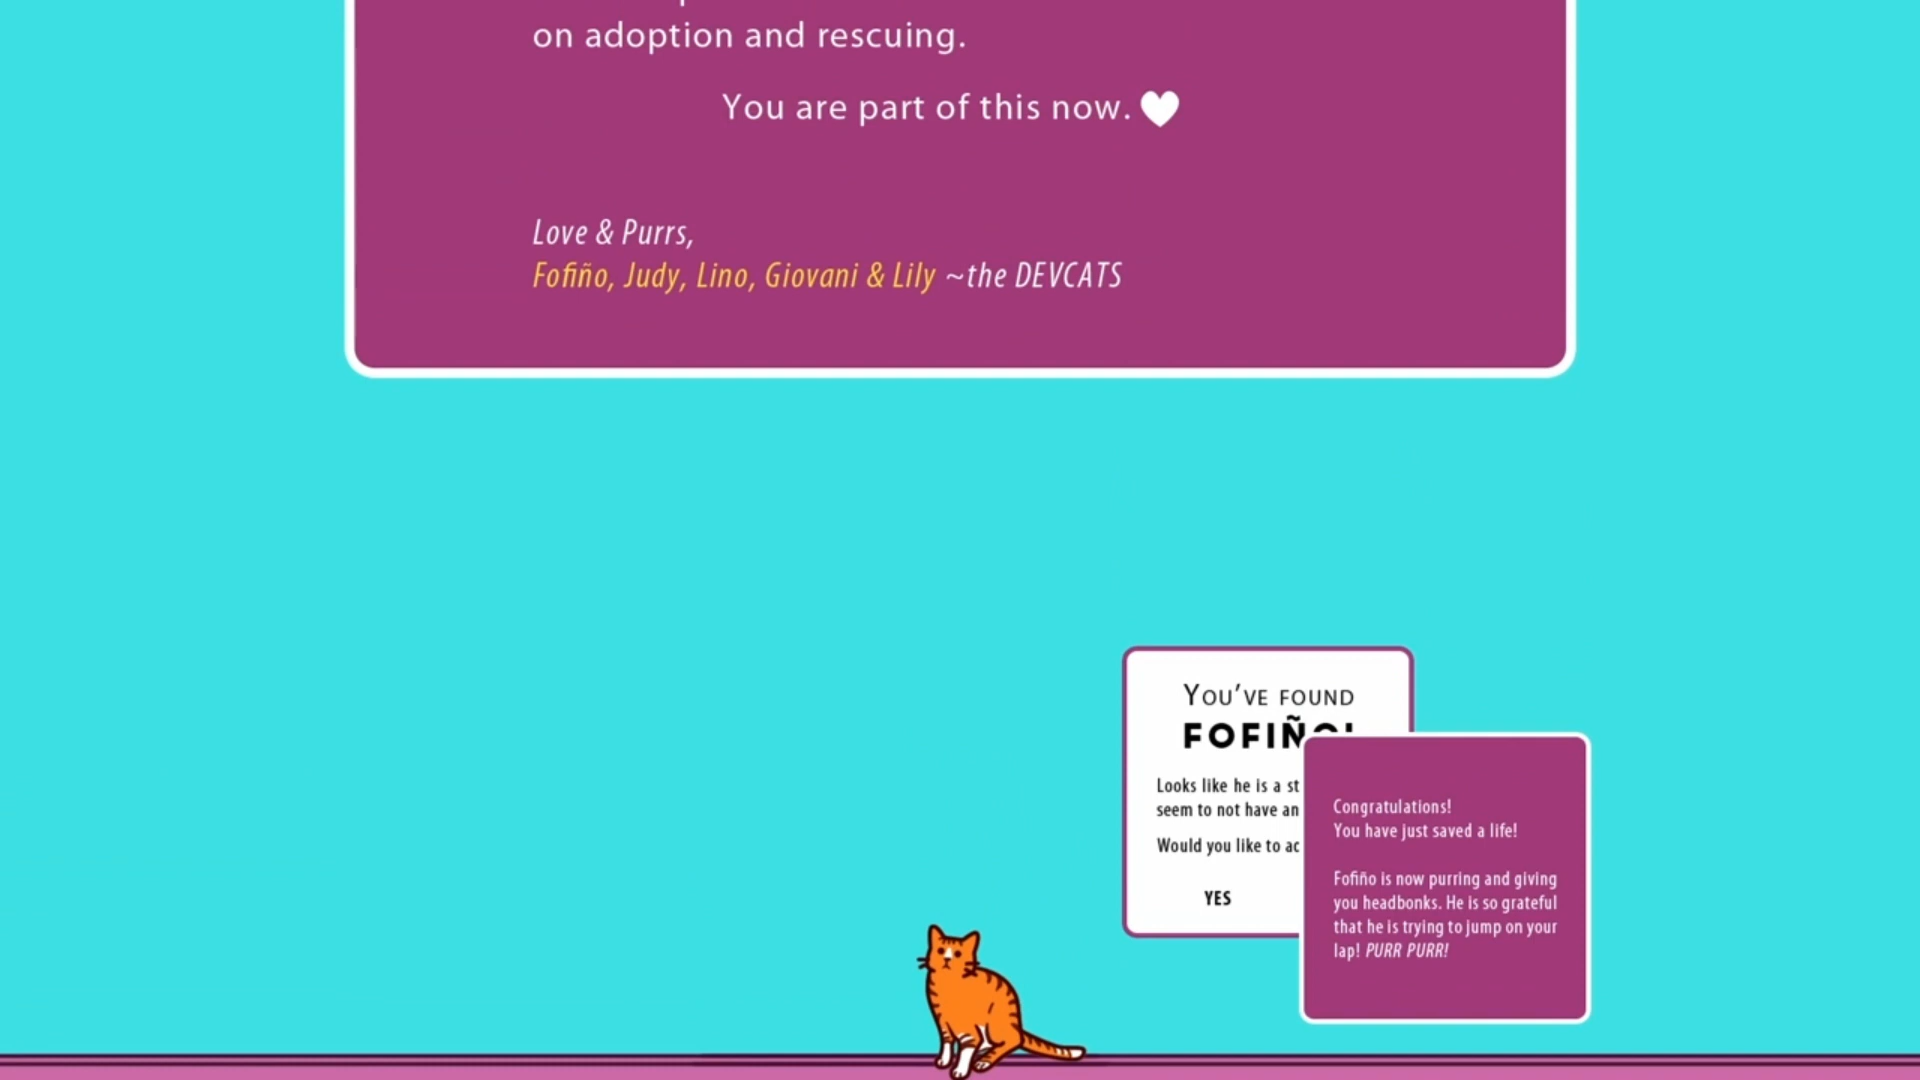 on adoption and rescuing.
You are part of this now.
Love & Purrs,
Fofiño, Judy, Lino, Giovani & Lily ~the DEVCATS
You've found
FOFIÑO!
Looks like he is a st
seem to not have an
Would you like to ac
YES
Congratulations!
You have just saved a life!
Fofiño is now purring and giving
you headbonks. He is so grateful
that he is trying to jump on your
lap! PURR PURR!